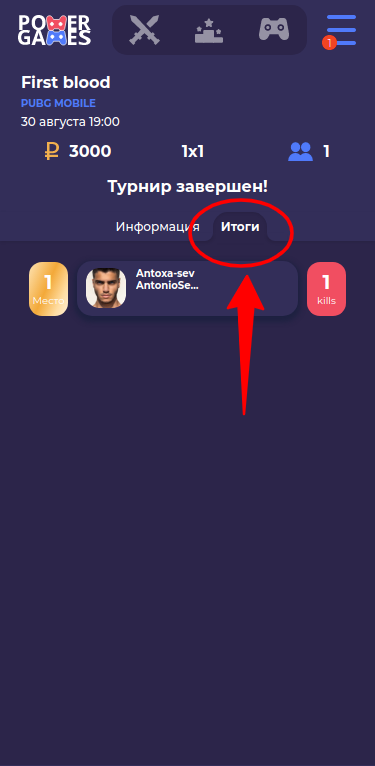 POWER
GAMES
1
First blood
PUBG MOBILE
30 августа 19:00
₽ 3000 1x1 1
Турнир завершен!
Информация Итоги
1 Место
Antoxa-sev
AntonioSe...
1 kills